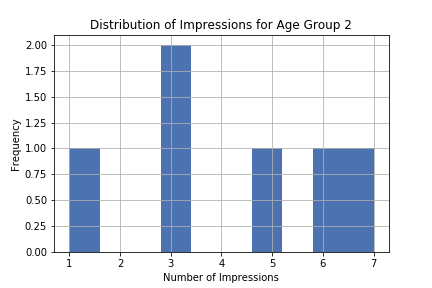 Distribution of Impressions for Age Group 2
2.00
1.75
1.50
1.25
1.00
0.75
0.50
0.25
0.00
Frequency
1 2 3 4 5 6 7
Number of Impressions